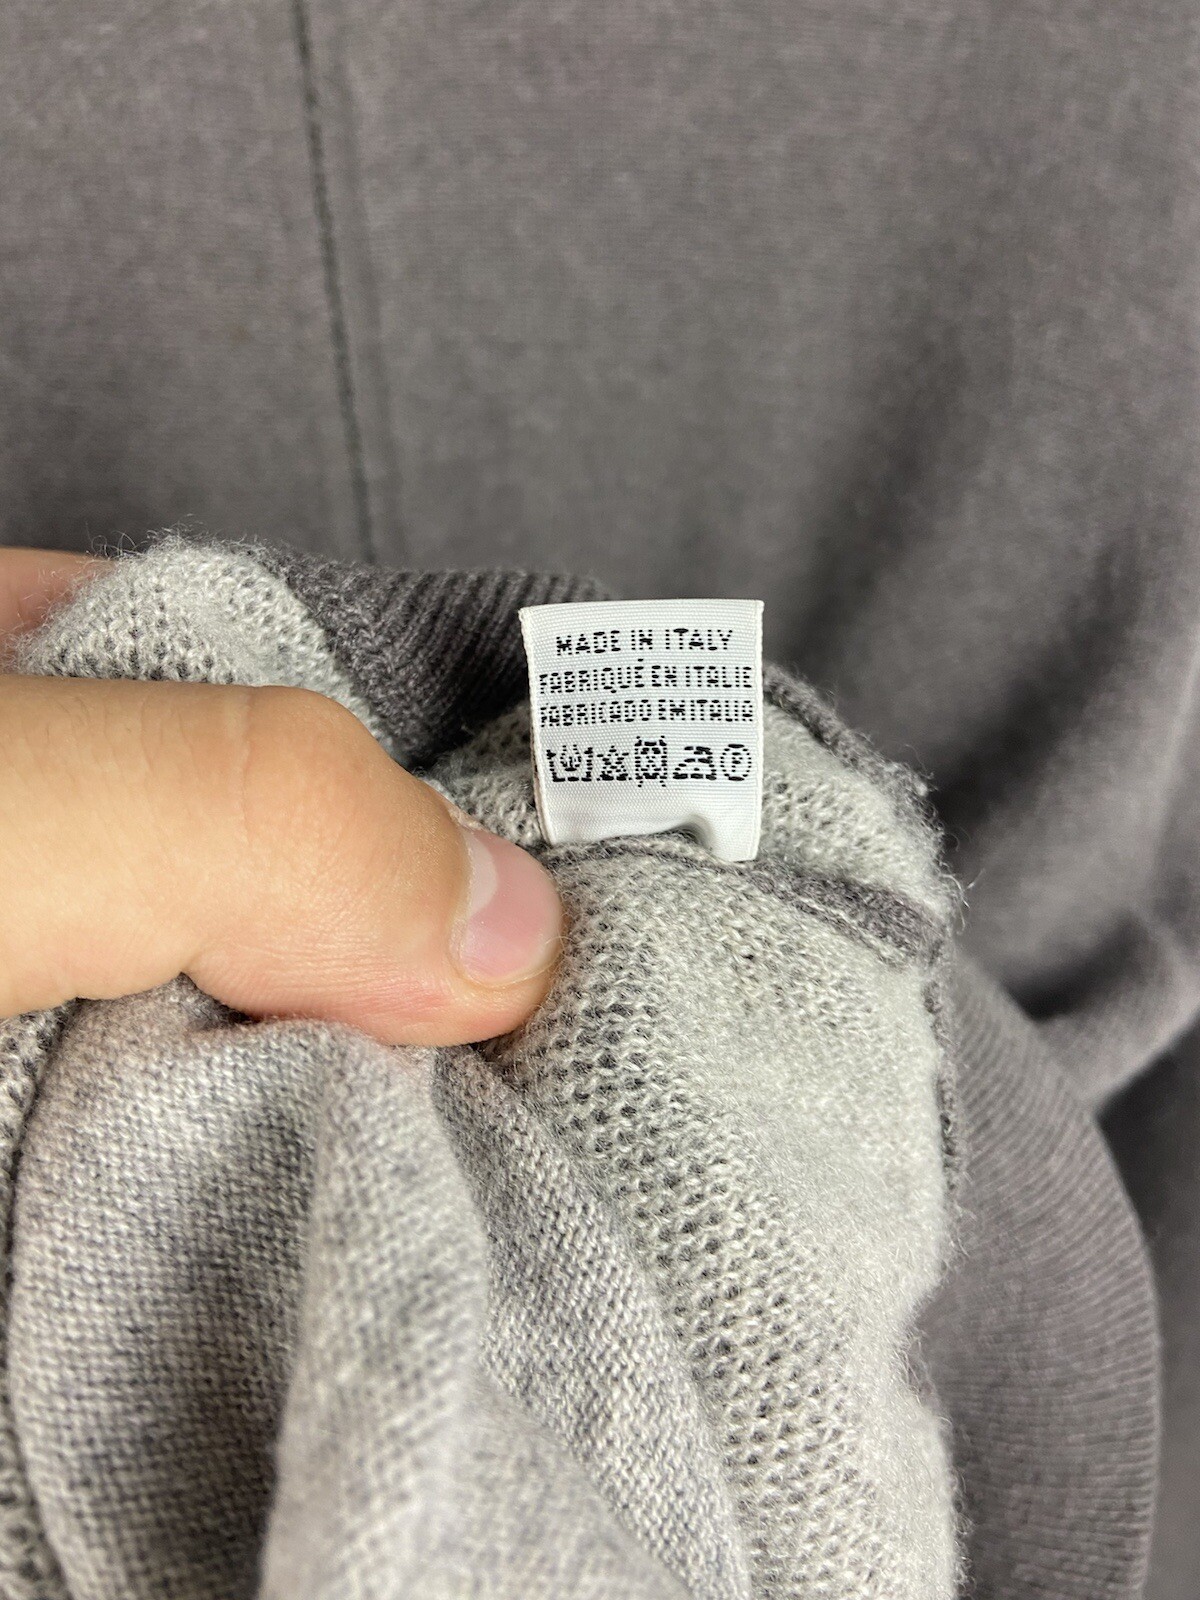 MADE IN ITALY
FABRIQUÉ EN ITALIE
FABRICADO EM ITALIA
P